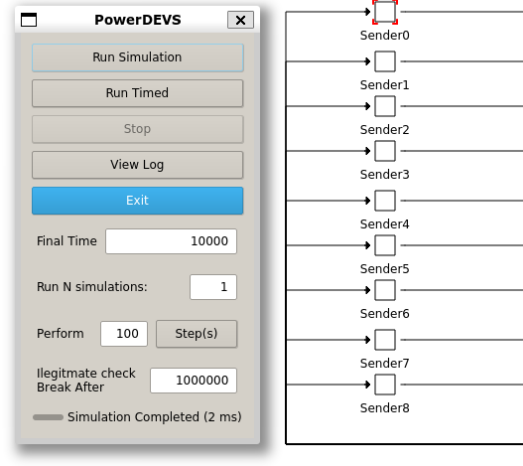 PowerDEVS
Run Simulation
Run Timed
Stop
View Log
Exit
Final Time 10000
Run N simulations: 1
Perform 100 Step(s)
Ilegitmate check
Break After 1000000
Simulation Completed (2 ms)
Sender0
Sender1
Sender2
Sender3
Sender4
Sender5
Sender6
Sender7
Sender8